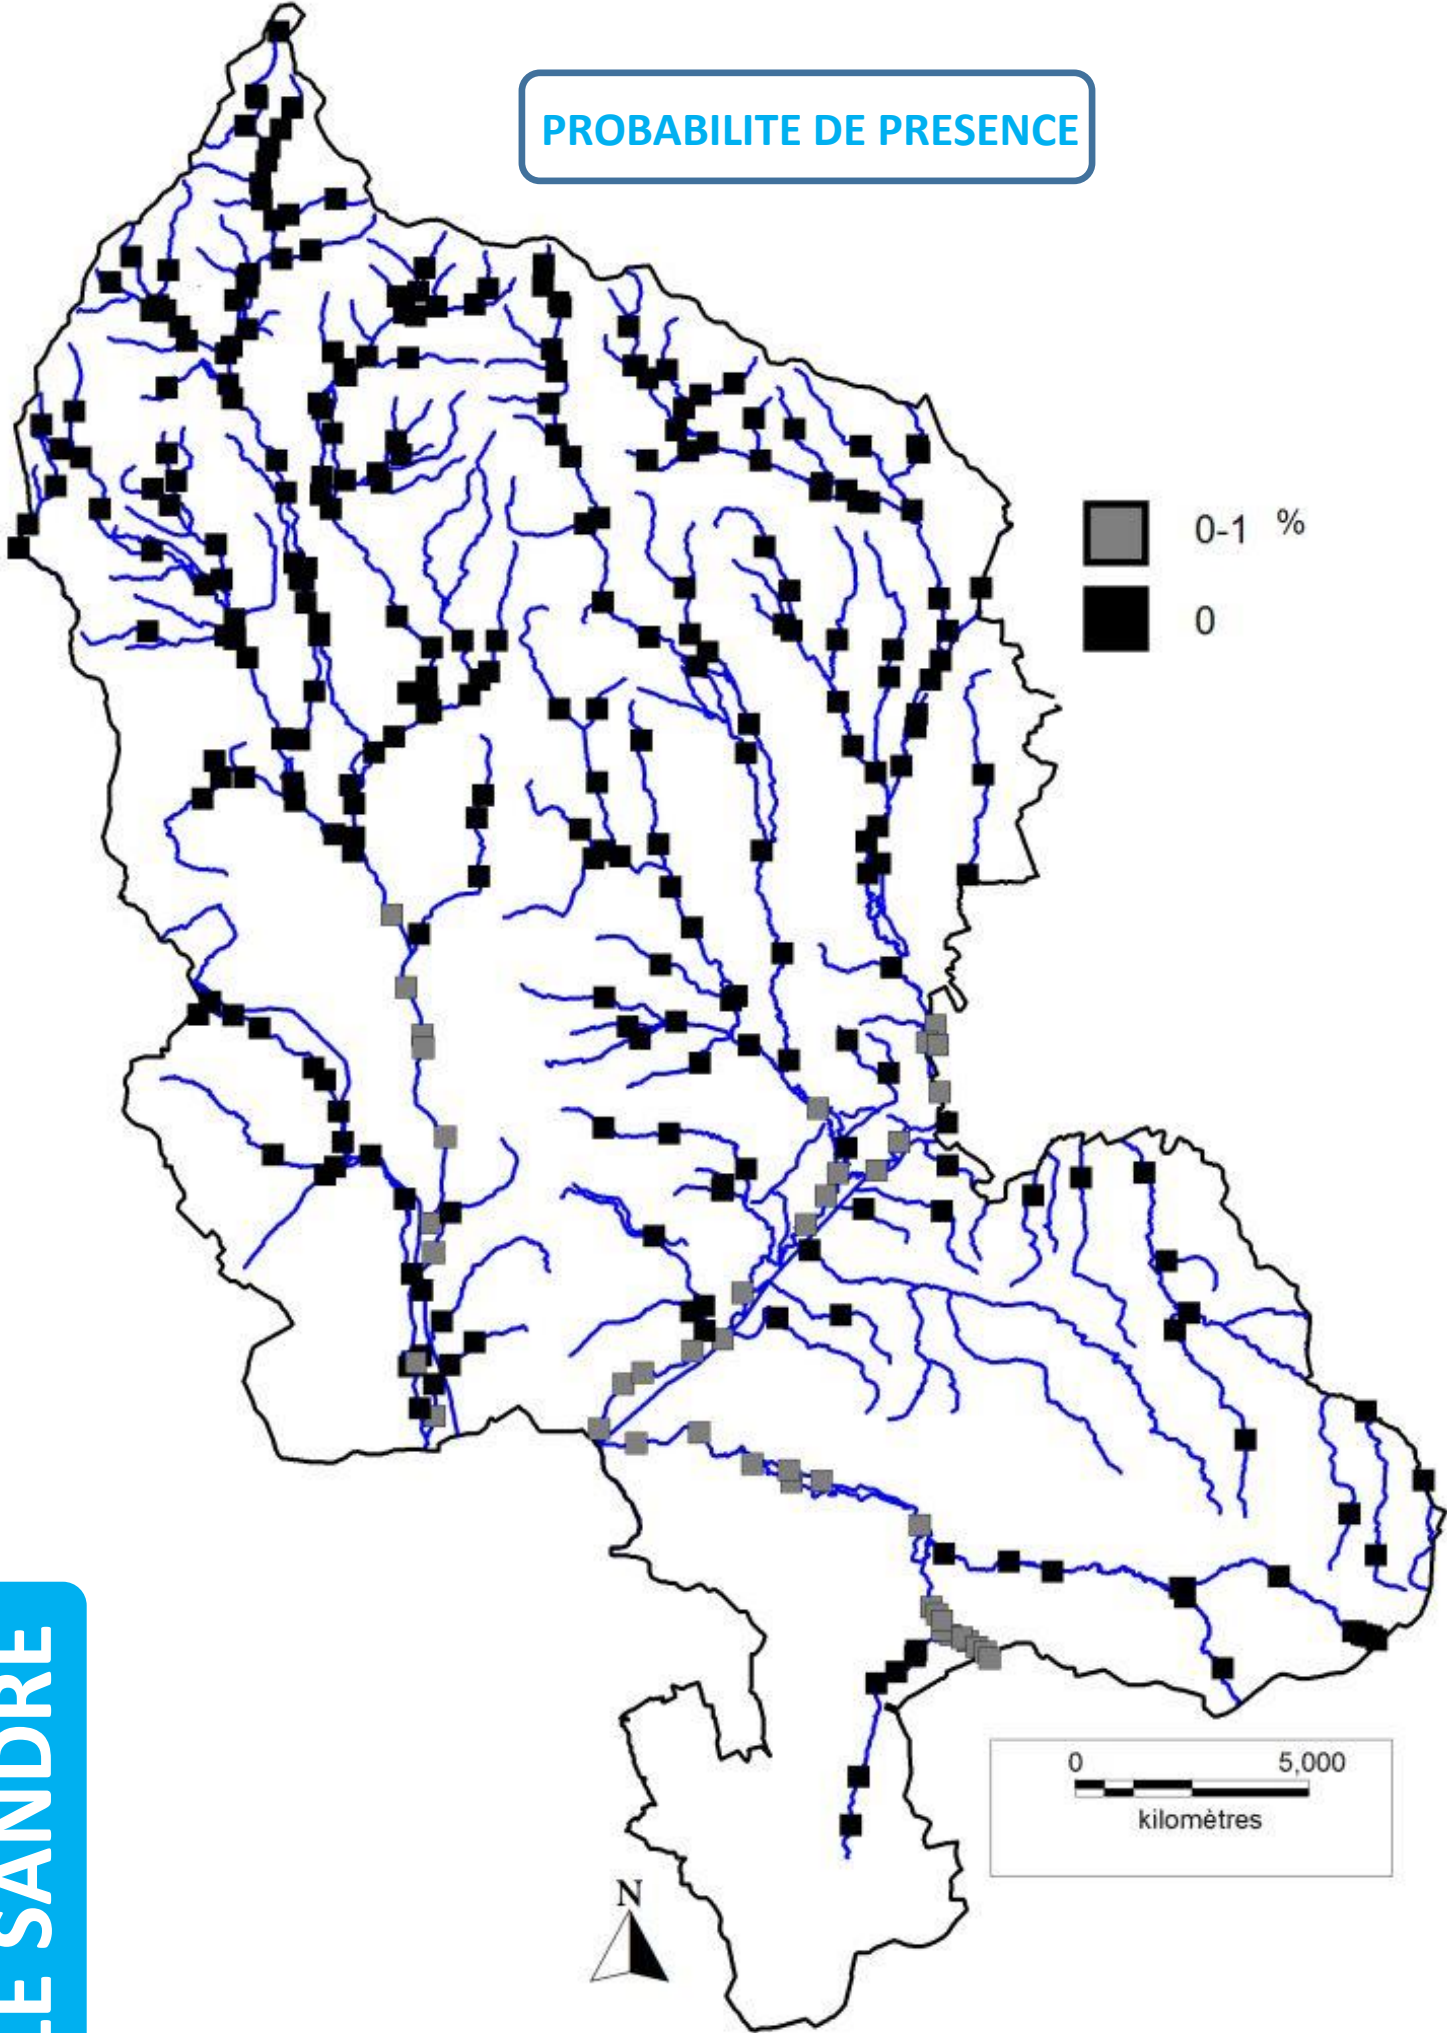 PROBABILITE DE PRESENCE
0-1 %
0
LE SANDRE
0 5,000
kilomètres
N